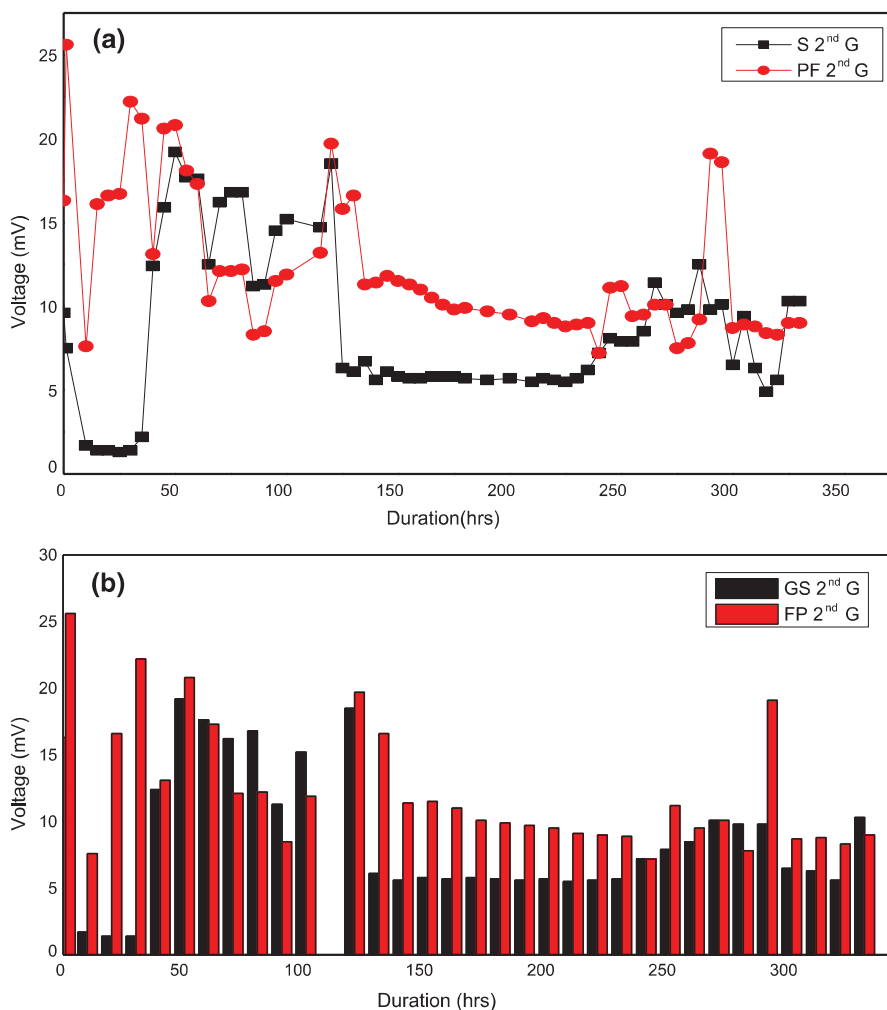 (a)
S 2nd G
PF 2nd G
25
20
15
10
5
0
Voltage (mV)
0 50 100 150 200 250 300 350
Duration(hrs)
(b)
GS 2nd G
FP 2nd G
30
25
20
15
10
5
0
Voltage (mV)
0 50 100 150 200 250 300
Duration (hrs)